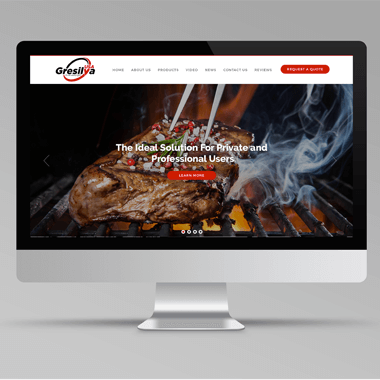 Gresilva
USA
HOME ABOUT US PRODUCTS VIDEO NEWS CONTACT US REVIEWS REQUEST A QUOTE
The Ideal Solution For Private and
Professional Users
LEARN MORE